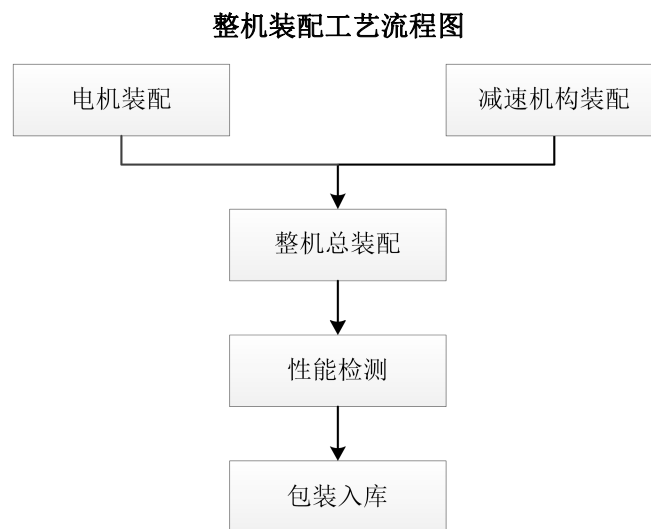 整机装配工艺流程图
电机装配
减速机构装配
整机总装配
性能检测
包装入库